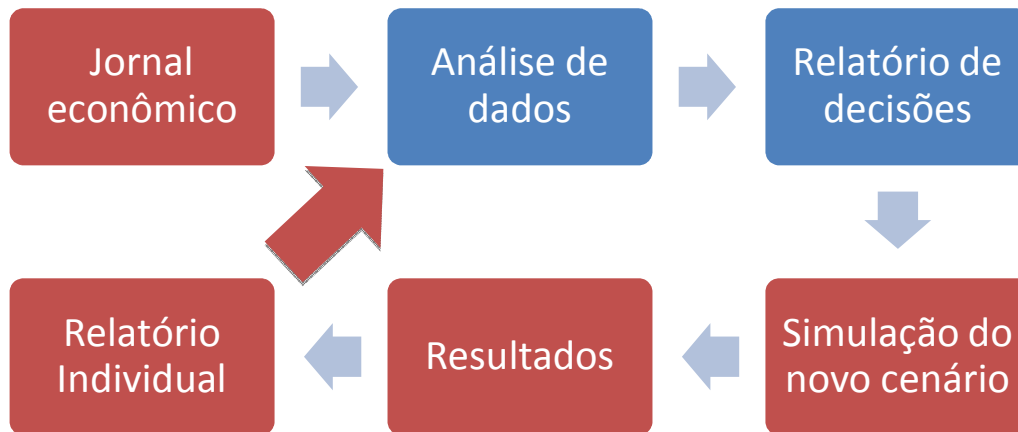 Jornal
econômico
Análise de
dados
Relatório de
decisões
Relatório
Individual
Resultados
Simulação do
novo cenário